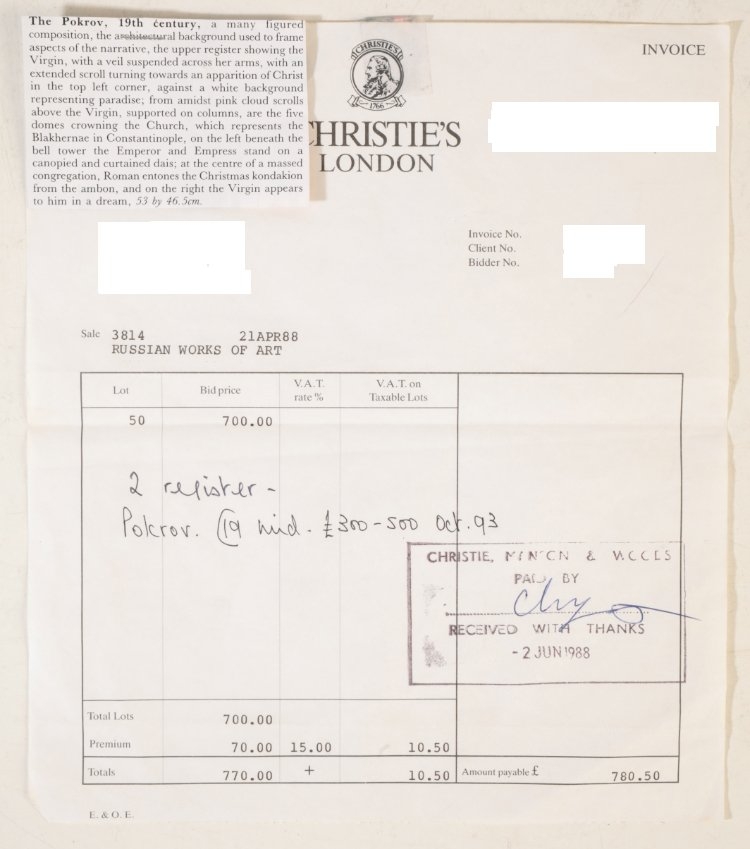 The Pokrov, 19th century, a many figured
composition, the architectural background used to frame
aspects of the narrative, the upper register showing the
Virgin, with a veil suspended across her arms, with an
extended scroll turning towards an apparition of Christ
in the top left corner, against a white background
representing paradise; from amidst pink cloud scrolls
above the Virgin, supported on columns, are the five
domes crowning the Church, which represents the
Blakhernae in Constantinople, on the left beneath the
bell tower the Emperor and Empress stand on a
canopied and curtained dais; at the centre of a massed
congregation, Roman entones the Christmas kondakion
from the ambon, and on the right the Virgin appears
to him in a dream, 53 by 46.5cm.
CHRISTIE'S
1766
INVOICE
CHRISTIE'S
LONDON
Invoice No.
Client No.
Bidder No.
Sale 3814 21APR88
RUSSIAN WORKS OF ART
Lot Bid price V.A.T. rate % V.A.T. on Taxable Lots
50 700.00
2 register -
Pokrov. C19 mid. £300-500 Oct. 93
CHRISTIE, MANSON & WOODS
PAID BY
RECEIVED WITH THANKS
- 2 JUN 1988
Total Lots 700.00
Premium 70.00 15.00 10.50
Totals 770.00 + 10.50 Amount payable £ 780.50
E. & O. E.